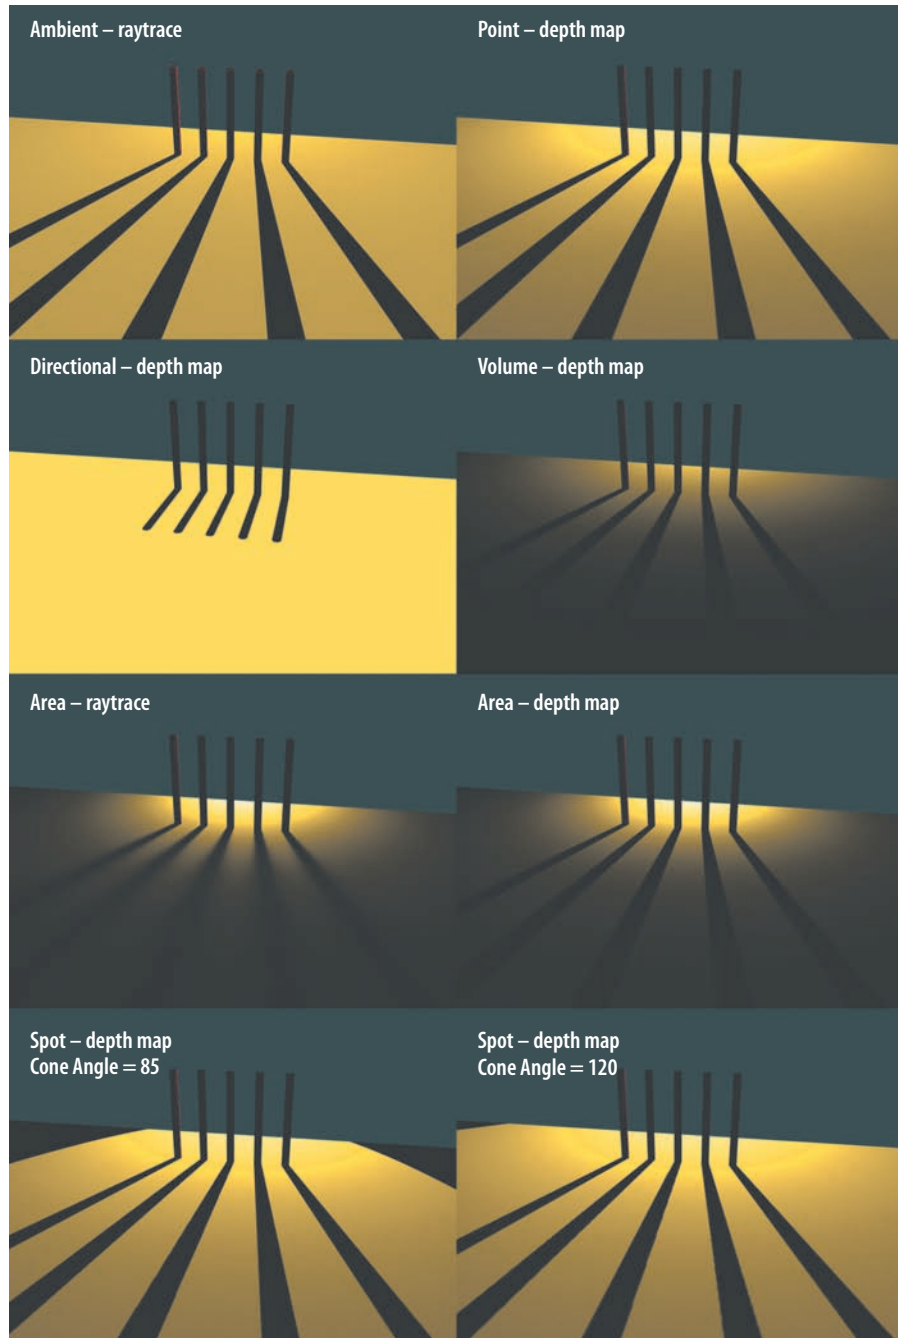 Ambient – raytrace
Point – depth map
Directional – depth map
Volume – depth map
Area – raytrace
Area – depth map
Spot – depth map
Cone Angle = 85
Spot – depth map
Cone Angle = 120